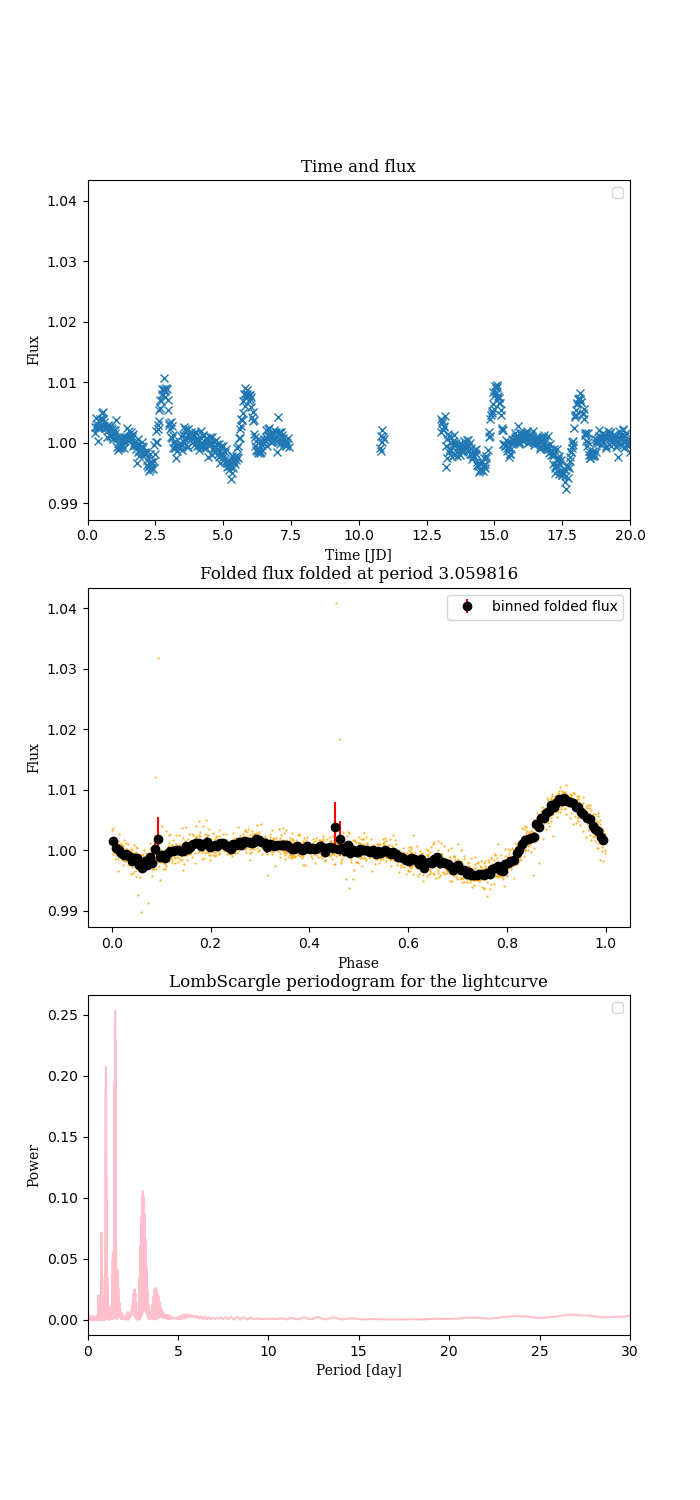 Time and flux
1.04
1.03
1.02
1.01
1.00
0.99
Flux
0.0 2.5 5.0 7.5 10.0 12.5 15.0 17.5 20.0
Time [JD]
Folded flux folded at period 3.059816
binned folded flux
1.04
1.03
1.02
1.01
1.00
0.99
Flux
0.0 0.2 0.4 0.6 0.8 1.0
Phase
LombScargle periodogram for the lightcurve
0.25
0.20
0.15
0.10
0.05
0.00
Power
0 5 10 15 20 25 30
Period [day]